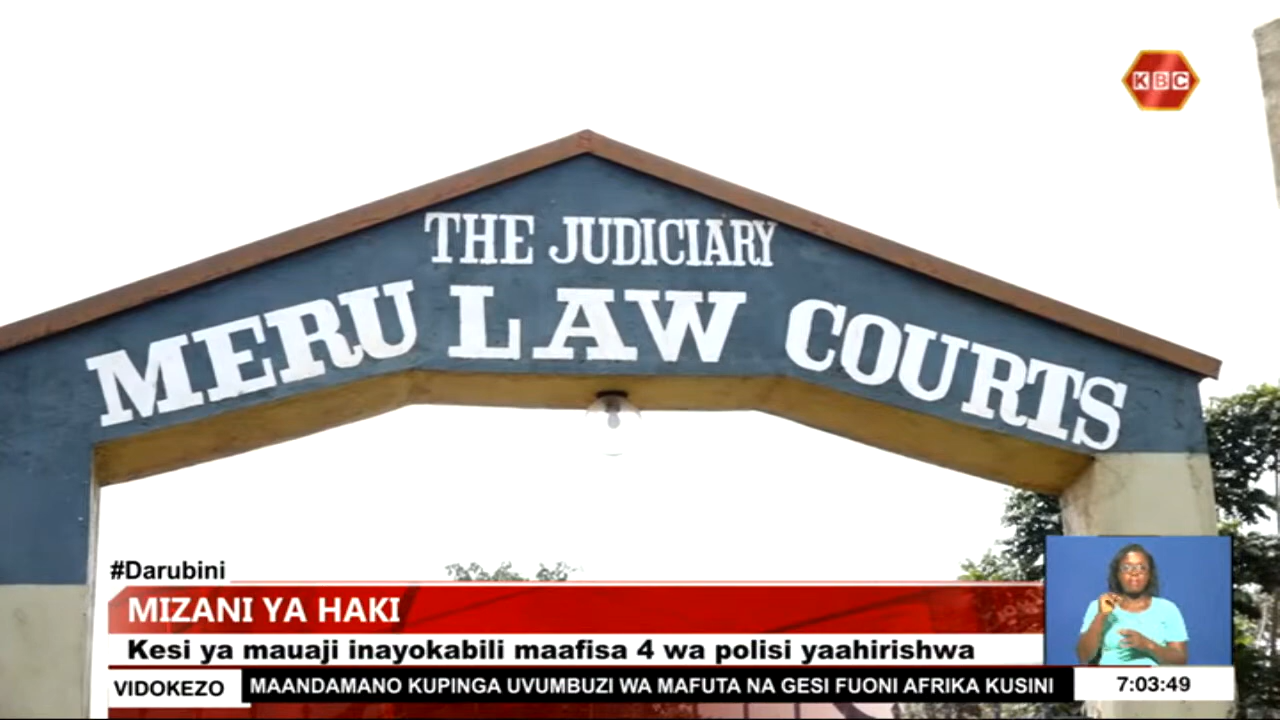 KBC
THE JUDICIARY
MERU LAW COURTS
#Darubini
MIZANI YA HAKI
Kesi ya mauaji inayokabili maafisa 4 wa polisi yaahirishwa
VIDOKEZO MAANDAMANO KUPINGA UVUMBUZI WA MAFUTA NA GESI FUONI AFRIKA KUSINI 7:03:49